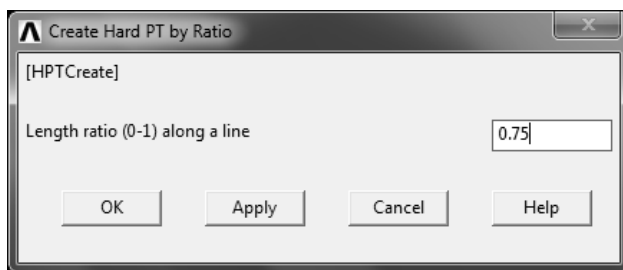 Create Hard PT by Ratio
[HPTCreate]
Length ratio (0-1) along a line 0.75
OK Apply Cancel Help